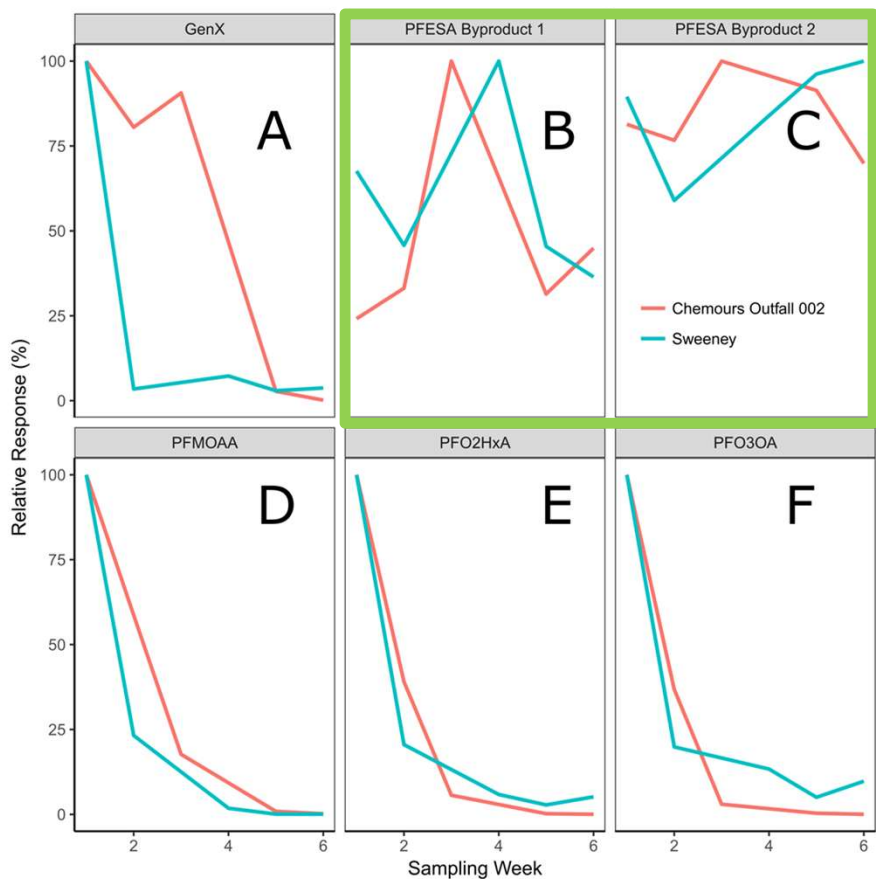 GenX
PFESA Byproduct 1
PFESA Byproduct 2
100
75
50
25
0
A
B
C
Chemours Outfall 002
Sweeney
Relative Response (%)
PFMOAA
PFO2HxA
PFO3OA
100
75
50
25
0
D
E
F
2
4
6
2
4
6
2
4
6
Sampling Week